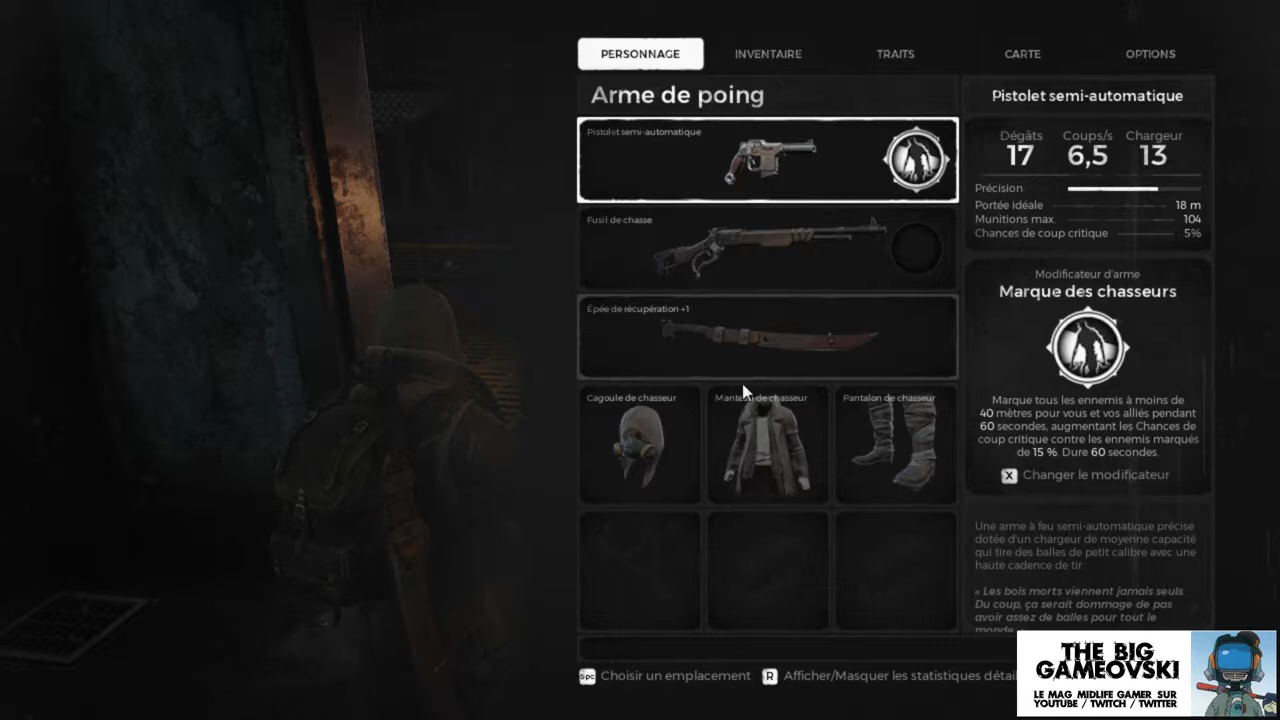 PERSONNAGE
INVENTAIRE
TRAITS
CARTE
OPTIONS
Arme de poing
Pistolet semi-automatique
Fusil de chasse
Épée de récupération +1
Cagoule de chasseur
Manteau de chasseur
Pantalon de chasseur
Pistolet semi-automatique
Dégâts Coups/s Chargeur
17 6,5 13
Précision
Portée idéale 18 m
Munitions max. 104
Chances de coup critique 5%
Modificateur d'arme
Marque des chasseurs
Marque tous les ennemis à moins de
40 mètres pour vous et vos alliés pendant
60 secondes, augmentant les Chances de
coup critique contre les ennemis marqués
de 15 %. Dure 60 secondes.
X Changer le modificateur
Une arme à feu semi-automatique précise
dotée d'un chargeur de moyenne capacité
qui tire des balles de petit calibre avec une
haute cadence de tir
« Les bois morts viennent jamais seuls.
Du coup, ça serait dommage de pas
avoir assez de balles pour tout le
monde
Choisir un emplacement
R Afficher/Masquer les statistiques détail
THE BIG
GAMEOVSKI
LE MAG MIDLIFE GAMER SUR
YOUTUBE / TWITCH / TWITTER